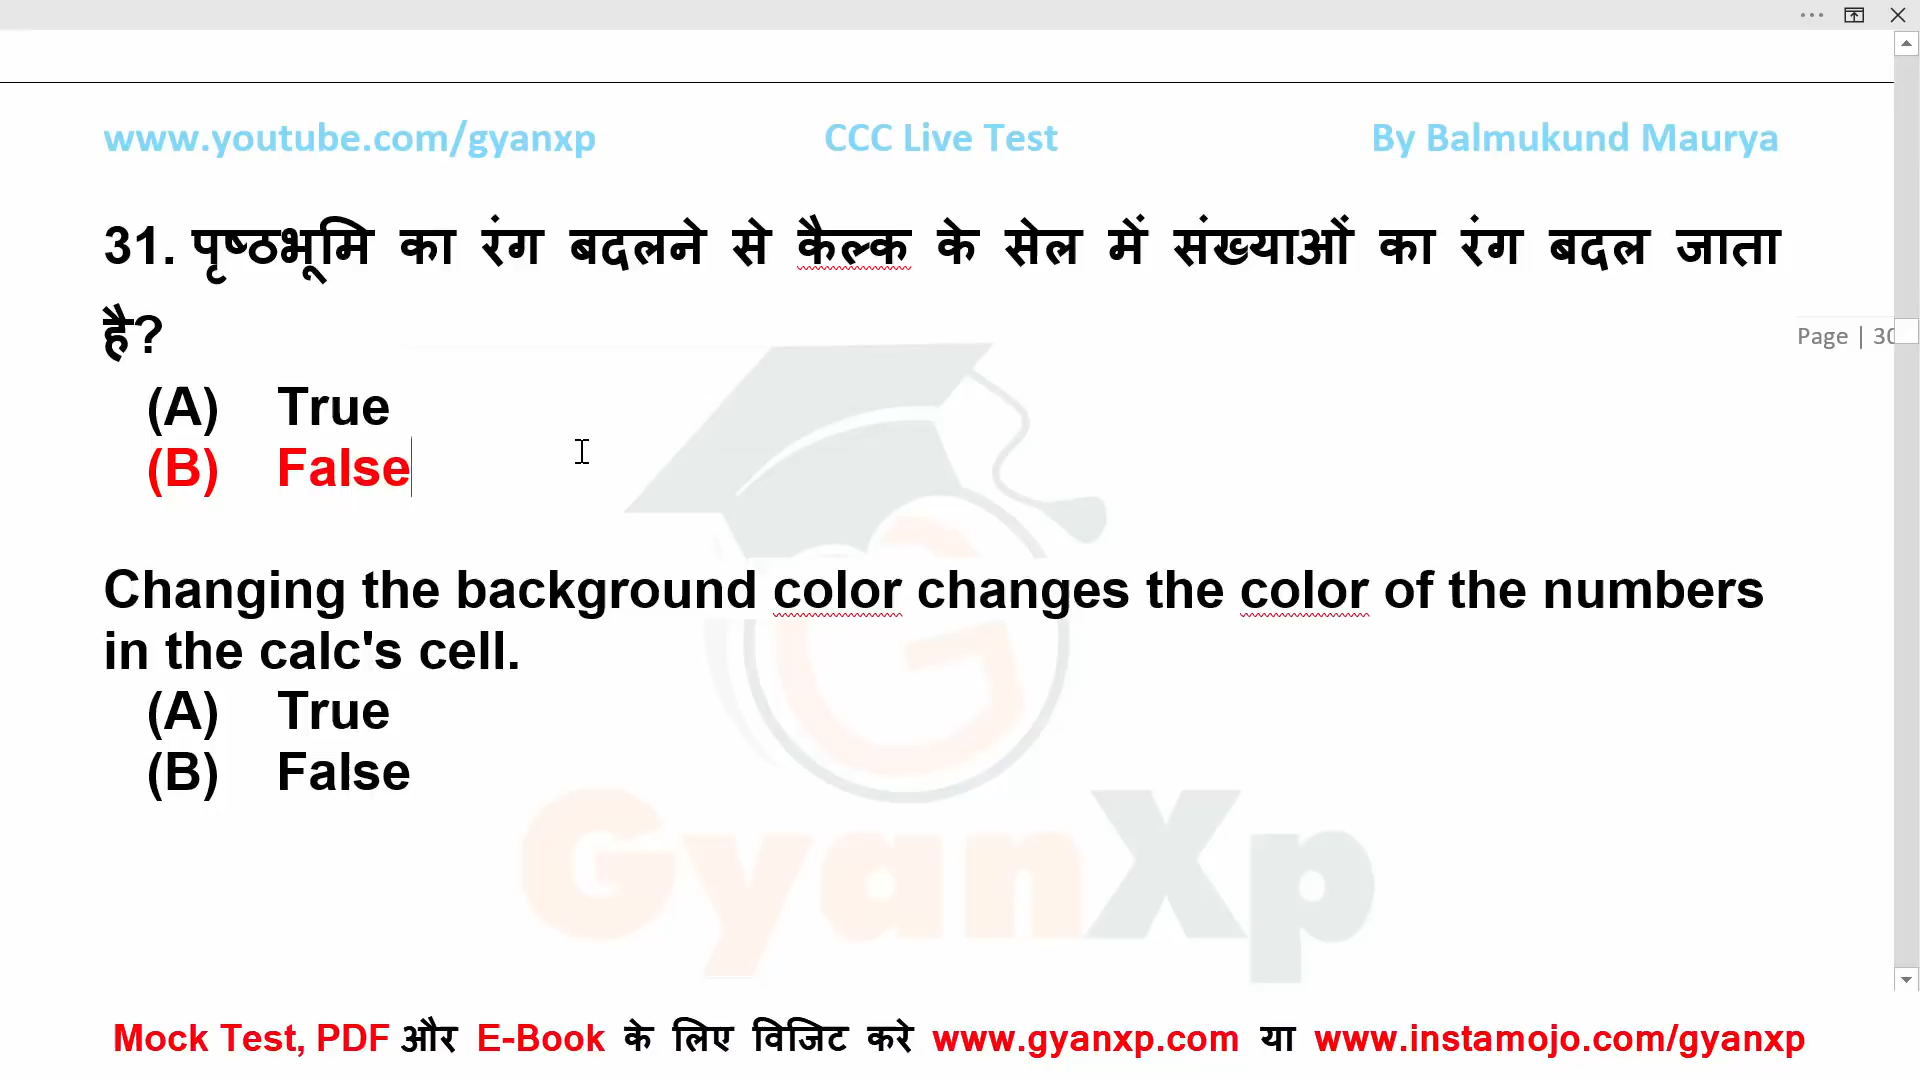 www.youtube.com/gyanxp CCC Live Test By Balmukund Maurya
31. पृष्ठभूमि का रंग बदलने से कैल्क के सेल में संख्याओं का रंग बदल जाता
है?
Page | 30
(A) True
(B) False
Changing the background color changes the color of the numbers
in the calc's cell.
(A) True
(B) False
GyanXp
Mock Test, PDF और E-Book के लिए विजिट करे www.gyanxp.com या www.instamojo.com/gyanxp